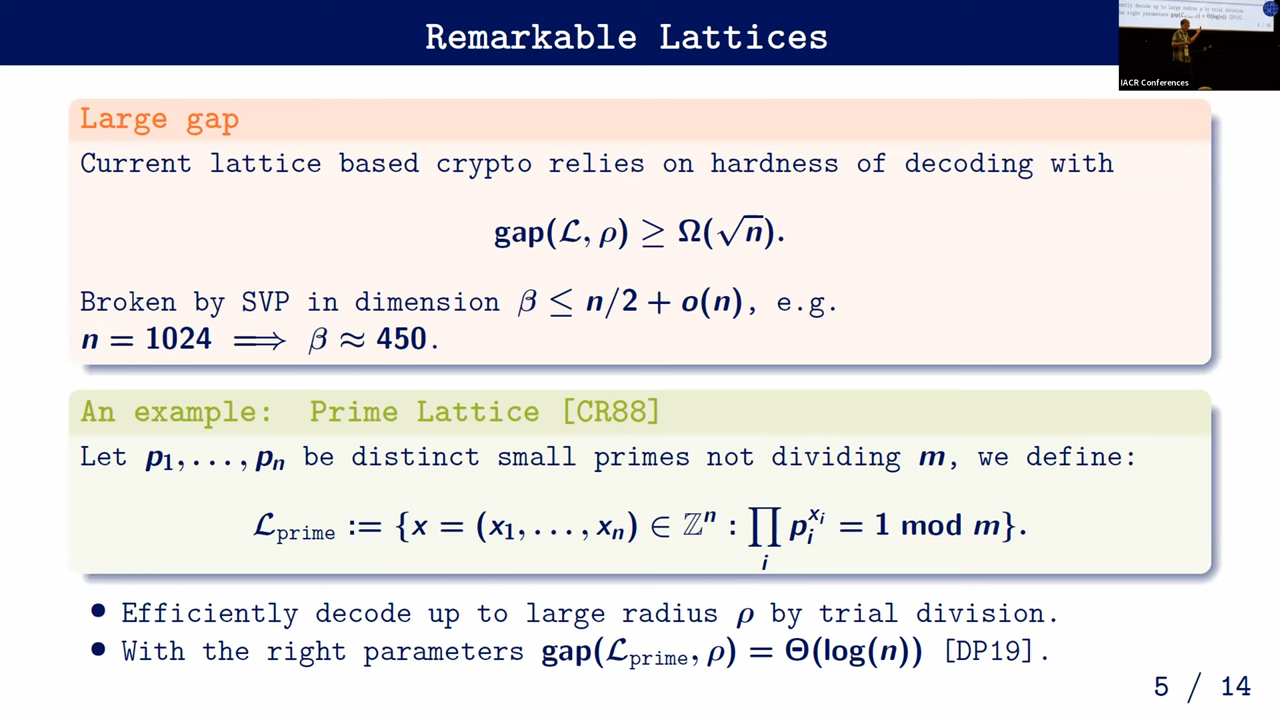 Remarkable Lattices
IACR Conferences
Large gap
Current lattice based crypto relies on hardness of decoding with
gap(ℒ, ρ) ≥ Ω(√n).
Broken by SVP in dimension β ≤ n/2 + o(n), e.g.
n = 1024 ⟹ β ≈ 450.
An example: Prime Lattice [CR88]
Let p₁, . . . , pₙ be distinct small primes not dividing m, we define:
ℒ_prime := {x = (x₁, . . . , xₙ) ∈ ℤⁿ : ∏ᵢ pᵢ^{xᵢ} = 1 mod m}.
• Efficiently decode up to large radius ρ by trial division.
• With the right parameters gap(ℒ_prime, ρ) = Θ(log(n)) [DP19].
5 / 14